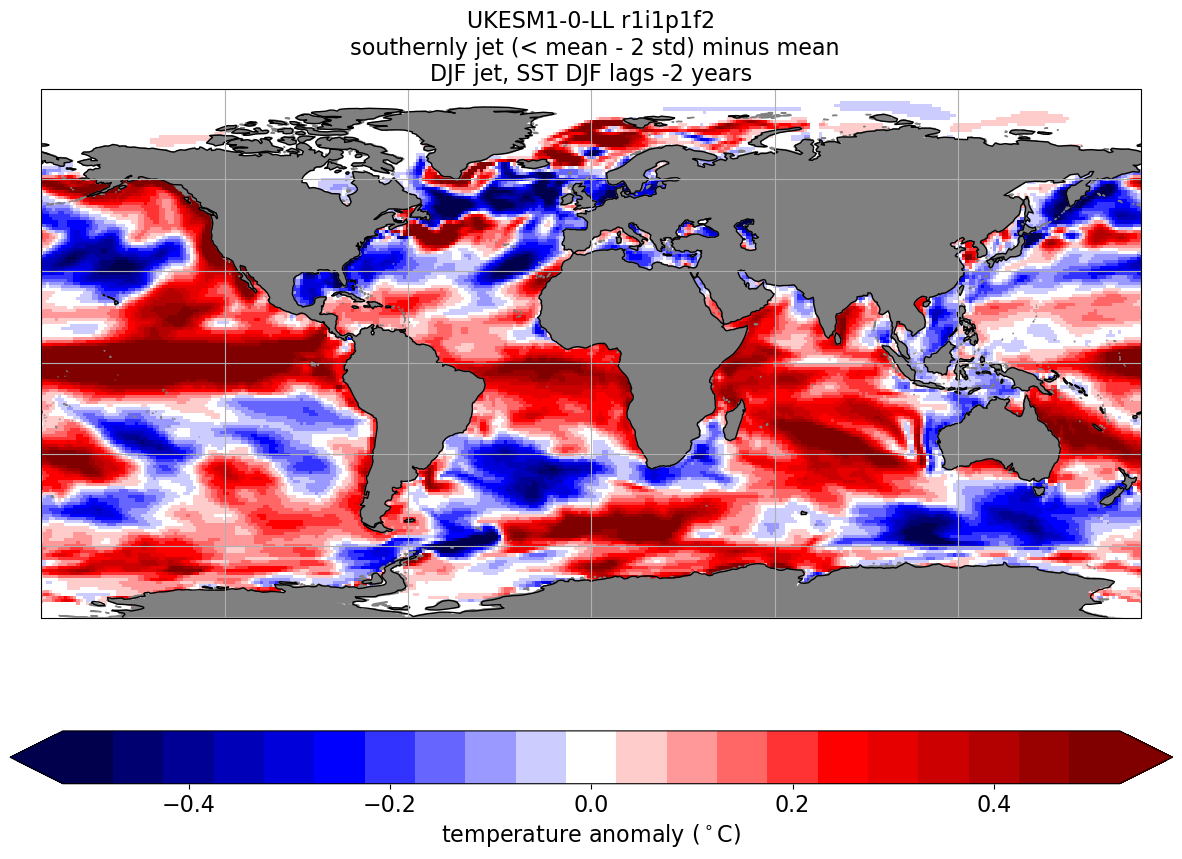 UKESM1-0-LL r1i1p1f2
southernly jet (< mean - 2 std) minus mean
DJF jet, SST DJF lags -2 years
−0.4 −0.2 0.0 0.2 0.4
temperature anomaly (°C)